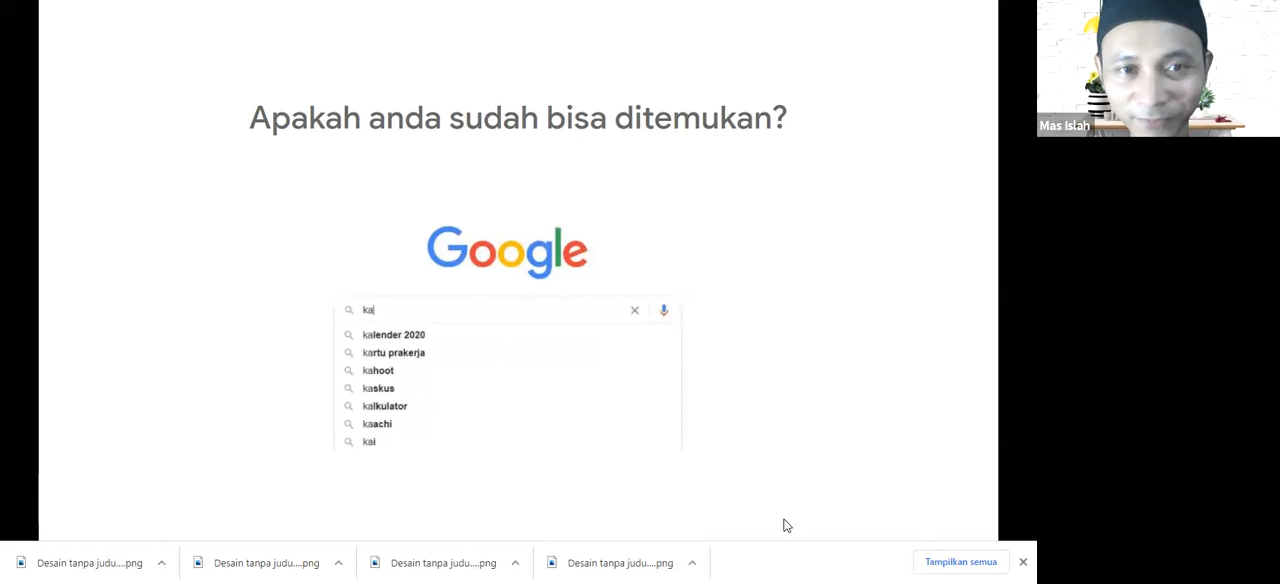 Apakah anda sudah bisa ditemukan?
Mas Islah
Google
ka
kalender 2020
kartu prakerja
kahoot
kaskus
kalkulator
kaachi
kai
Desain tanpa judu....png
Desain tanpa judu....png
Desain tanpa judu....png
Desain tanpa judu....png
Tampilkan semua